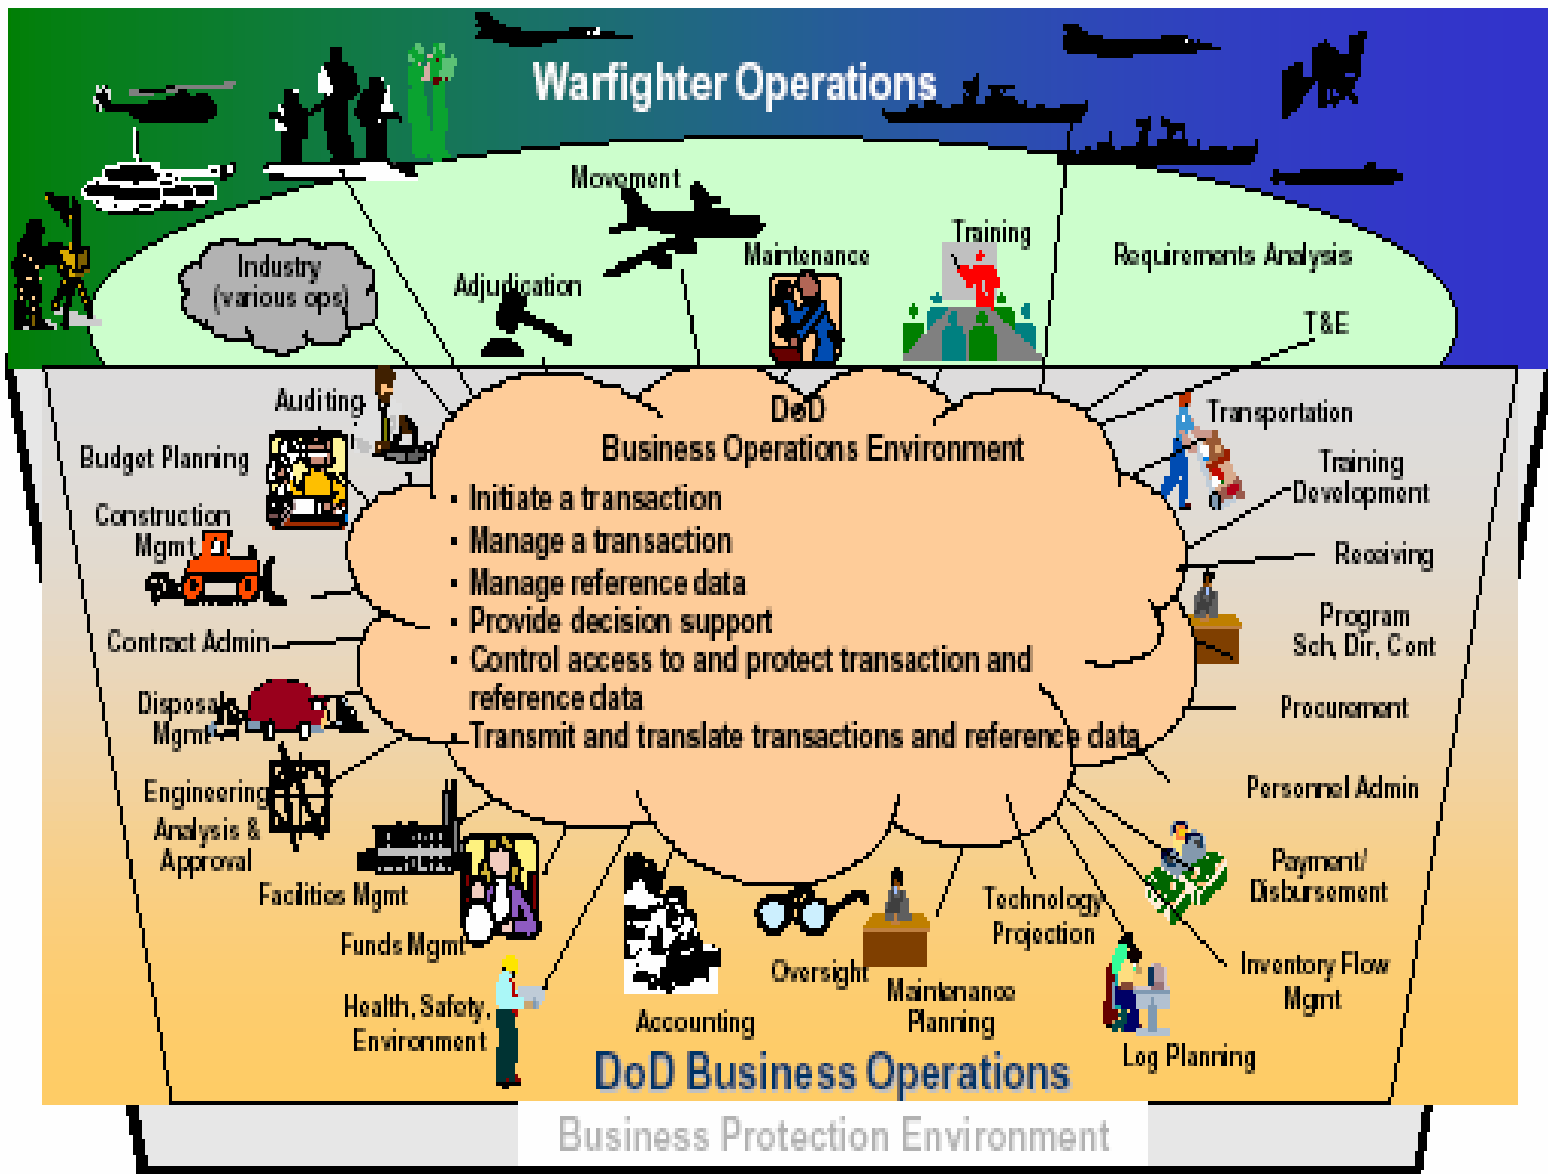 Warfighter Operations
Movement
Training
Maintenance
Requirements Analysis
Industry
(various ops)
Adjudication
T&E
DoD
Business Operations Environment
· Initiate a transaction
· Manage a transaction
· Manage reference data
· Provide decision support
· Control access to and protect transaction and
reference data
· Transmit and translate transactions and reference data
Auditing
Budget Planning
Construction
Mgmt
Contract Admin
Disposal
Mgmt
Engineering
Analysis &
Approval
Facilities Mgmt
Funds Mgmt
Health, Safety,
Environment
Accounting
Oversight
Maintenance
Planning
Technology
Projection
Log Planning
Inventory Flow
Mgmt
Payment/
Disbursement
Personnel Admin
Procurement
Program
Sch, Dir, Cont
Receiving
Training
Development
Transportation
DoD Business Operations
Business Protection Environment